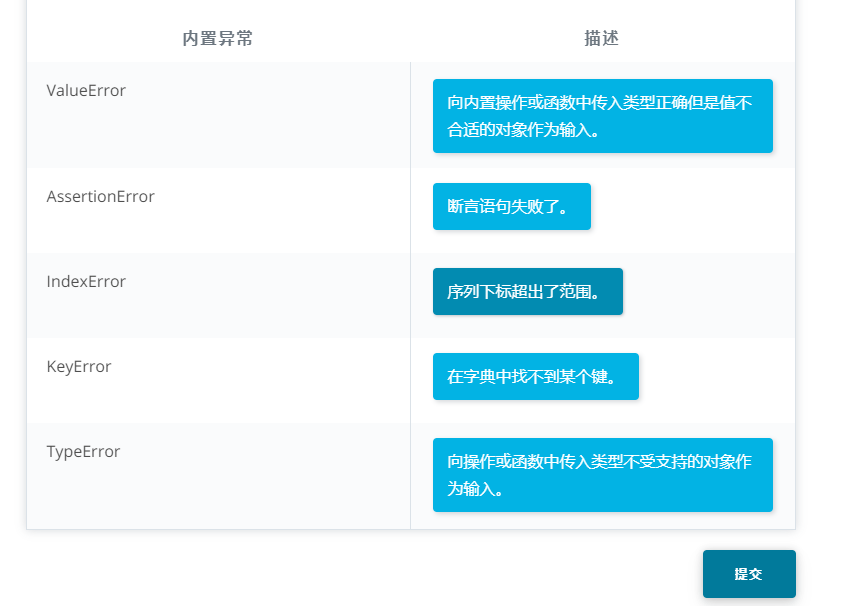 内置异常 描述
ValueError
向内置操作或函数中传入类型正确但是值不
合适的对象作为输入。
AssertionError
断言语句失败了。
IndexError
序列下标超出了范围。
KeyError
在字典中找不到某个键。
TypeError
向操作或函数中传入类型不受支持的对象作
为输入。
提交